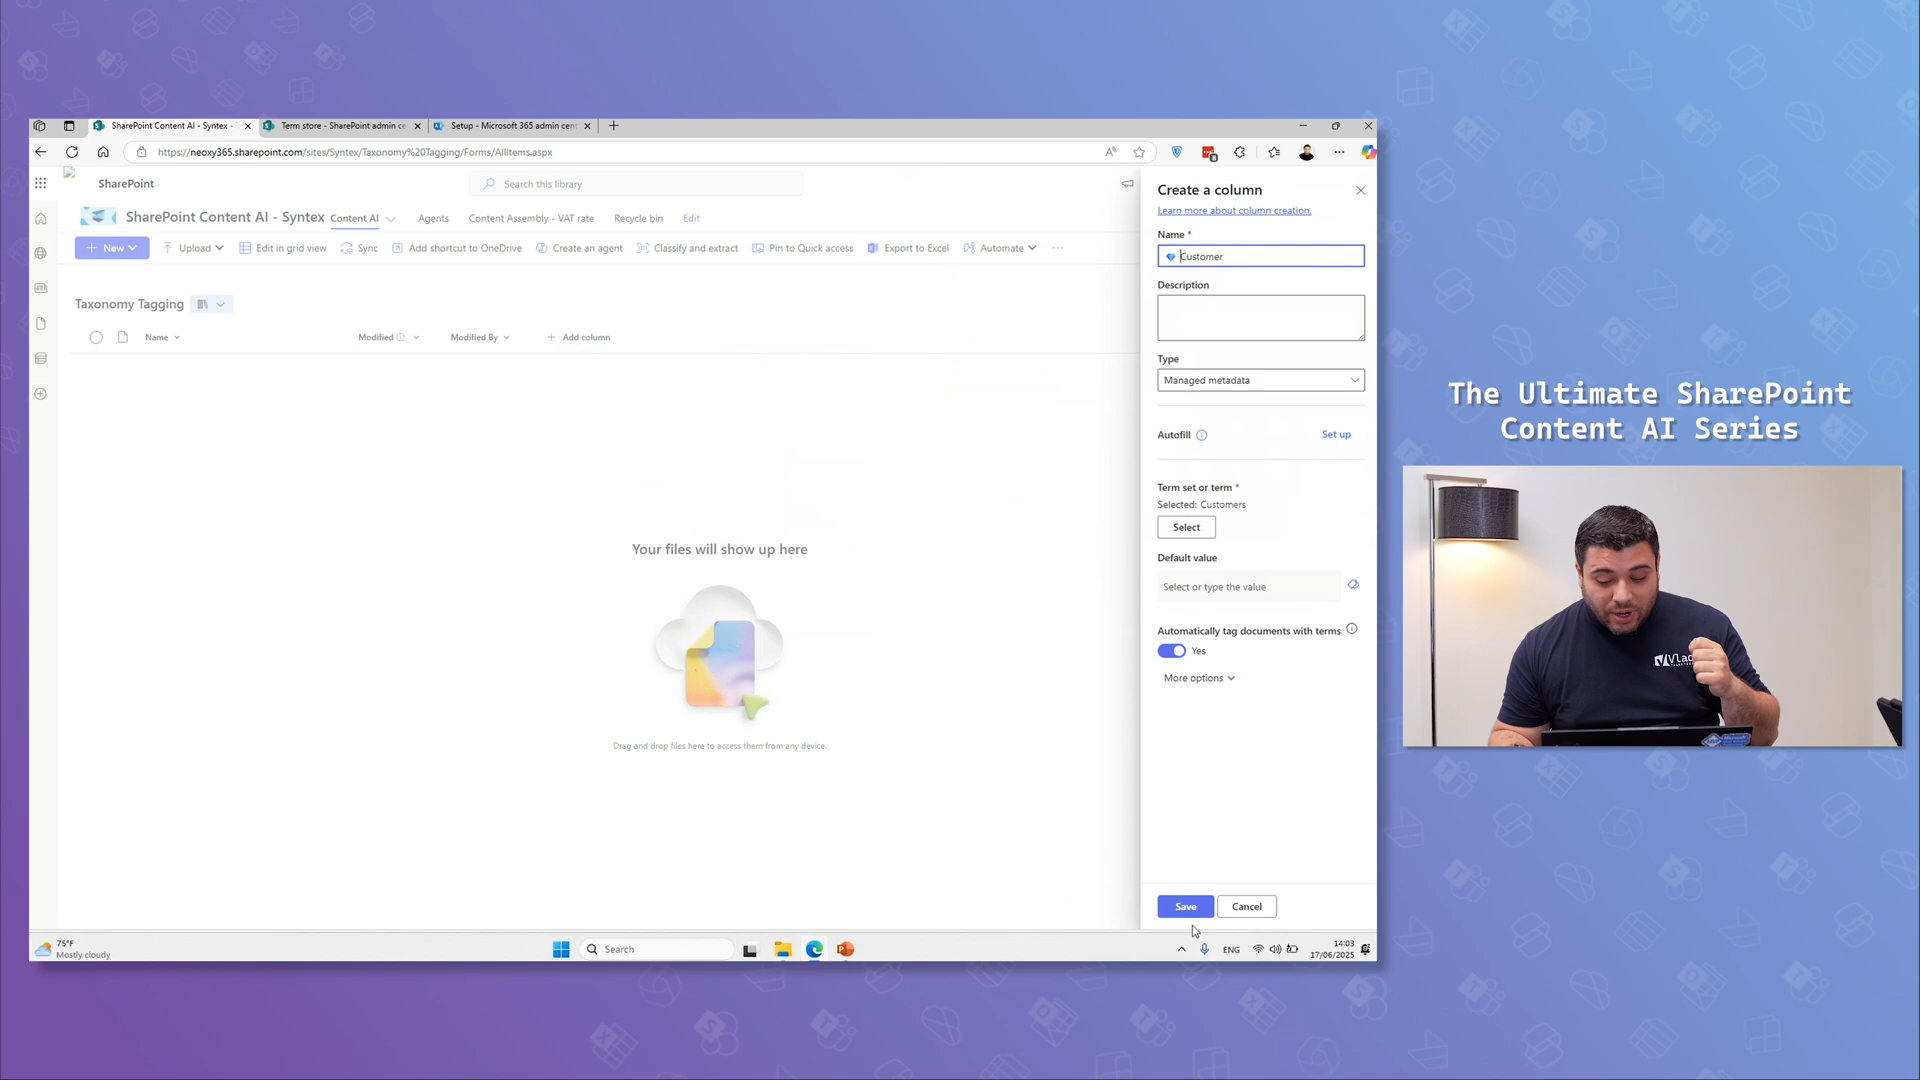 SharePoint Content AI - Syntex -
Term store - SharePoint admin ce
Setup - Microsoft 365 admin cent
https://neoxy365.sharepoint.com/sites/Syntex/Taxonomy%20Tagging/Forms/AllItems.aspx
SharePoint
Search this library
SharePoint Content AI - Syntex
Content AI
Agents
Content Assembly - VAT rate
Recycle bin
Edit
New
Upload
Edit in grid view
Sync
Add shortcut to OneDrive
Create an agent
Classify and extract
Pin to Quick access
Export to Excel
Automate
Taxonomy Tagging
Name
Modified
Modified By
Add column
Your files will show up here
Drag and drop files here to access them from any device.
Create a column
Learn more about column creation.
Name *
Customer
Description
Type
Managed metadata
Autofill
Set up
Term set or term *
Selected: Customers
Select
Default value
Select or type the value
Automatically tag documents with terms
Yes
More options
Save
Cancel
75°F
Mostly cloudy
Search
ENG
14:03
17/06/2025
The Ultimate SharePoint
Content AI Series